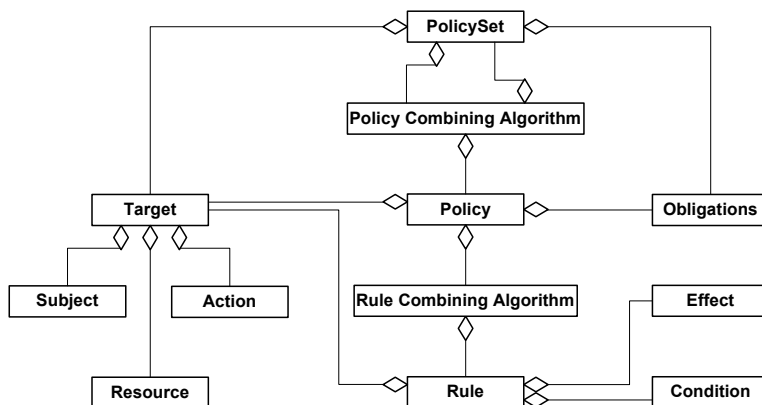 PolicySet
Policy Combining Algorithm
Target
Policy
Obligations
Subject
Action
Rule Combining Algorithm
Effect
Resource
Rule
Condition